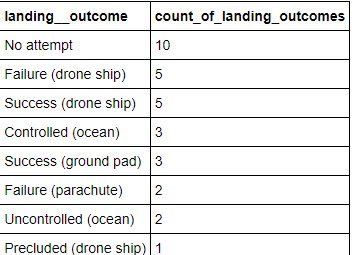 landing__outcome count_of_landing_outcomes
No attempt 10
Failure (drone ship) 5
Success (drone ship) 5
Controlled (ocean) 3
Success (ground pad) 3
Failure (parachute) 2
Uncontrolled (ocean) 2
Precluded (drone ship) 1